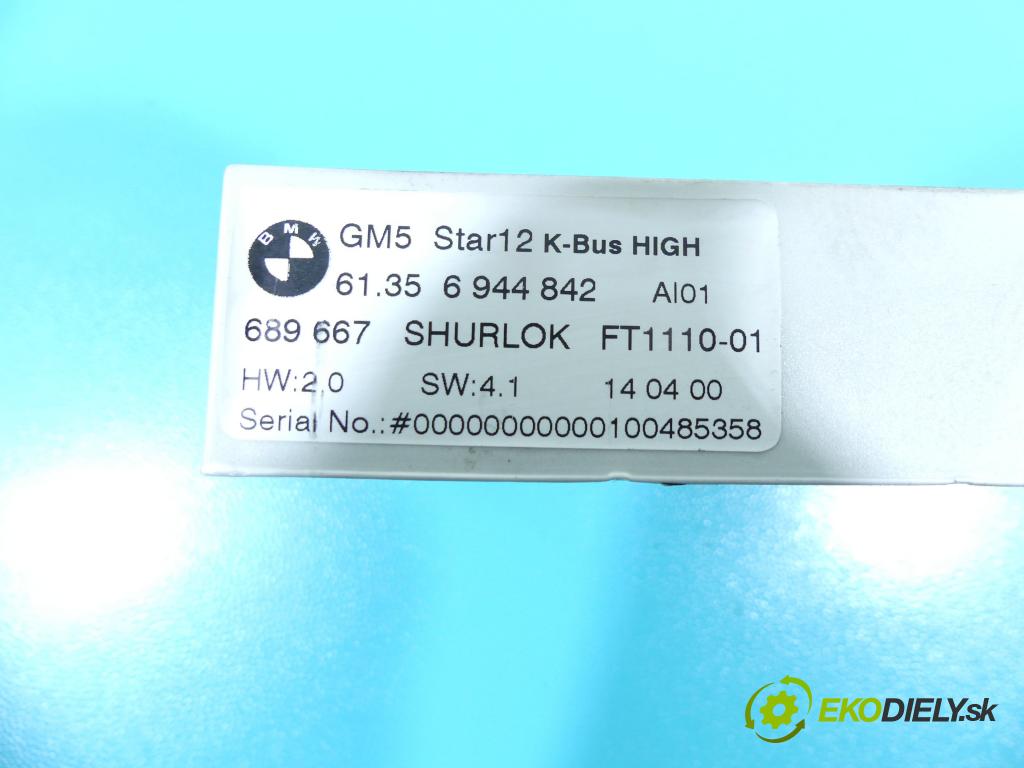 BMW
GM5 Star12 K-Bus HIGH
61.35 6 944 842 AI01
689 667 SHURLOK FT1110-01
HW:2.0 SW:4.1 14 04 00
Serial No.:#00000000000100485358
EKODIELY.sk